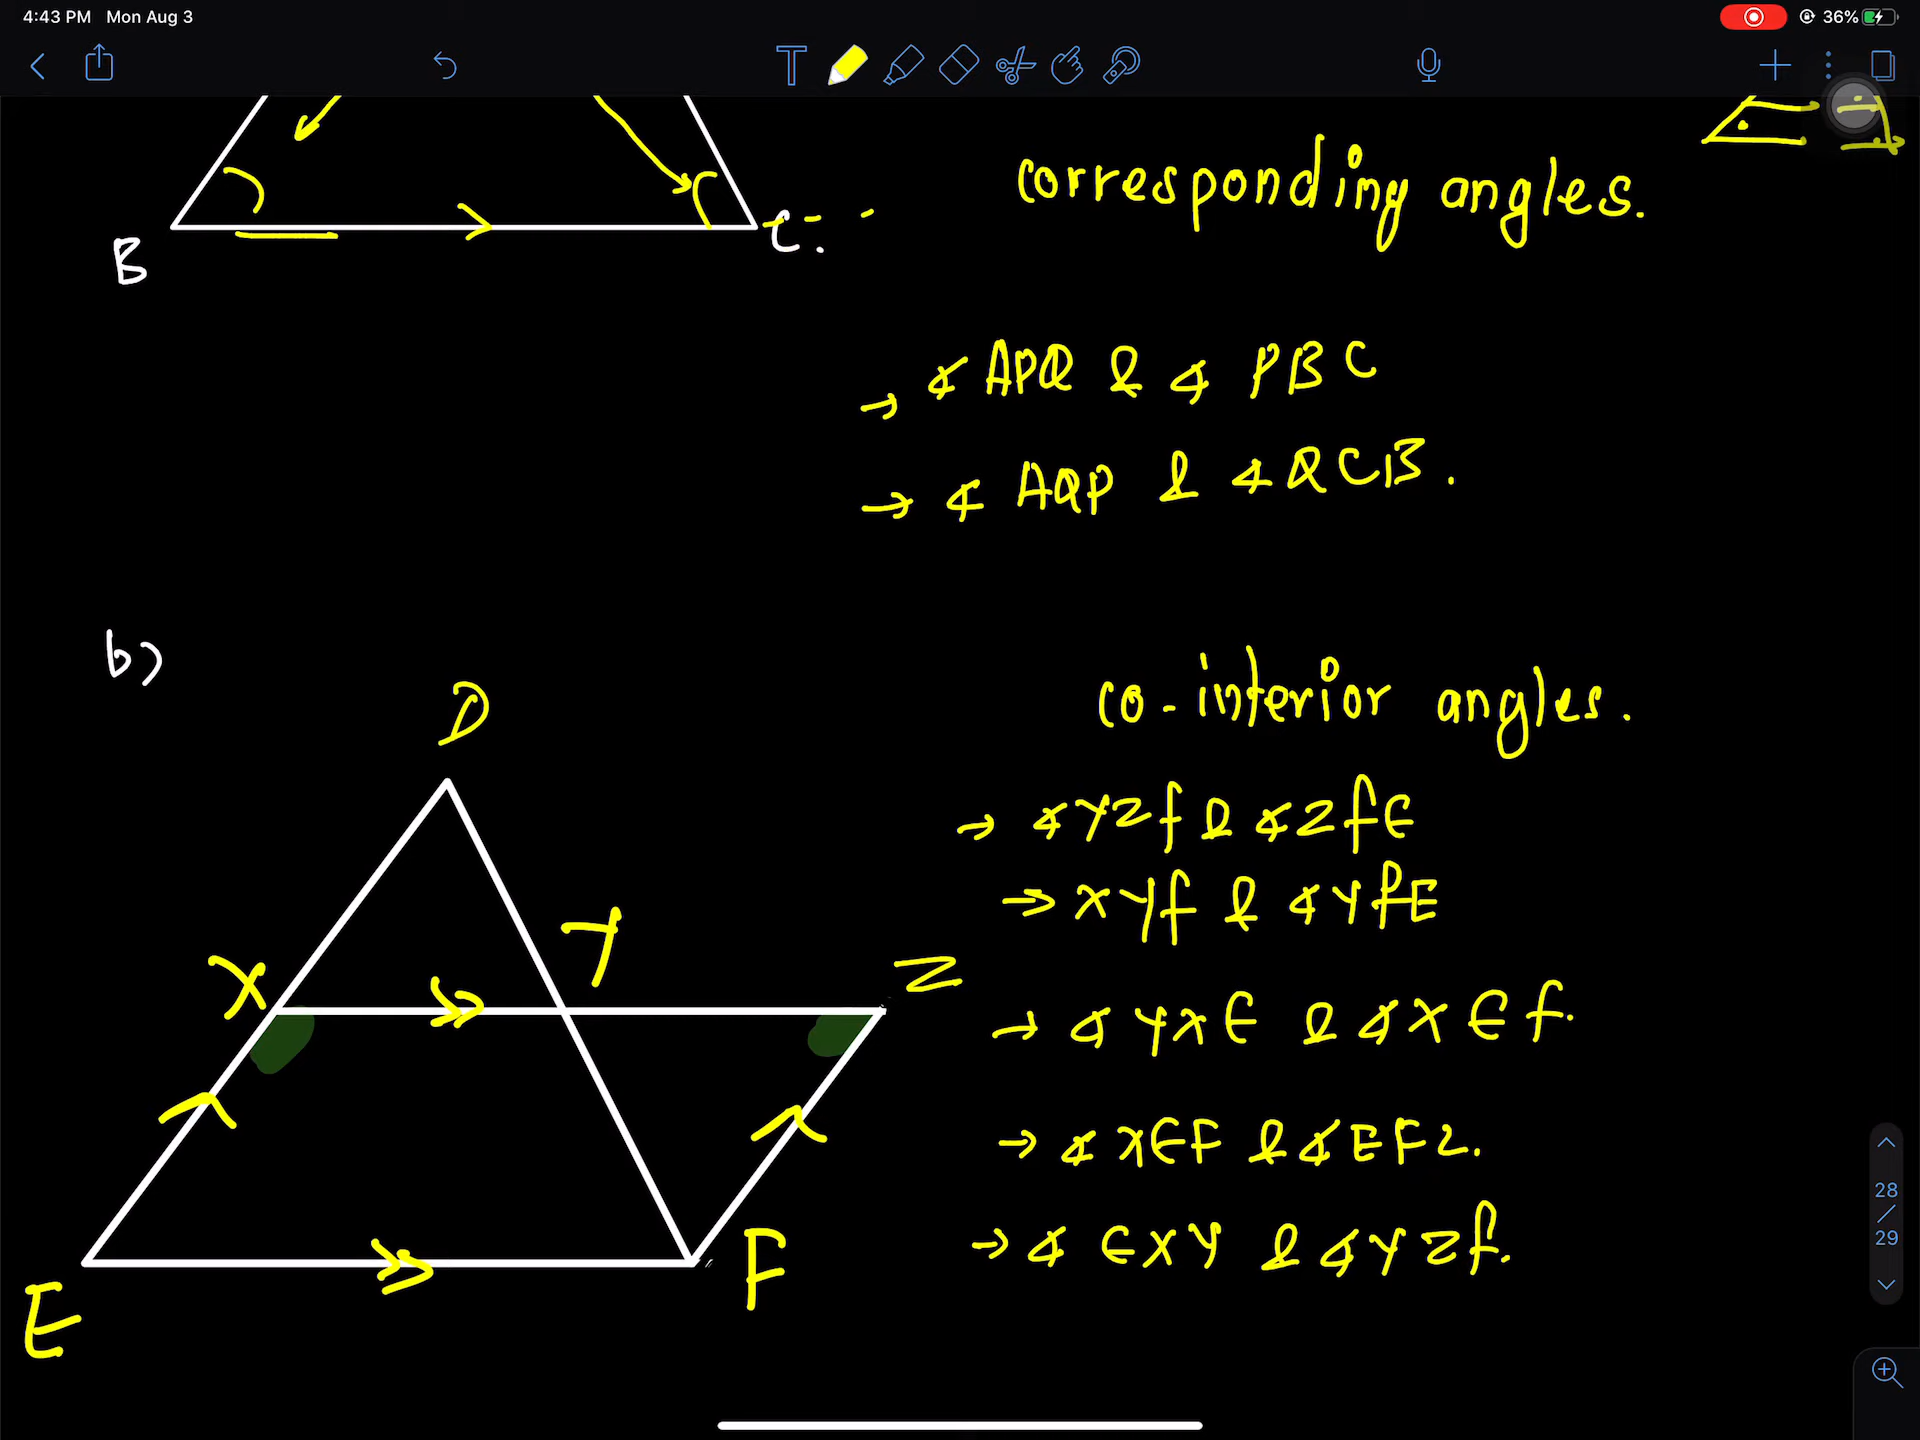 4:43 PM Mon Aug 3
36%
corresponding angles.
B
C
→ ∡ APQ & ∡ PBC
→ ∡ AQP & ∡ QCB.
b)
D
co-interior angles.
→ ∡ YZF & ∡ ZFE
→ XYF & ∡ YFE
X
Y
Z
→ ∡ YXE & ∡ XEF.
→ ∡ XEF & ∡ EFZ.
→ ∡ EXY & ∡ YZF.
E
F
28
/
29